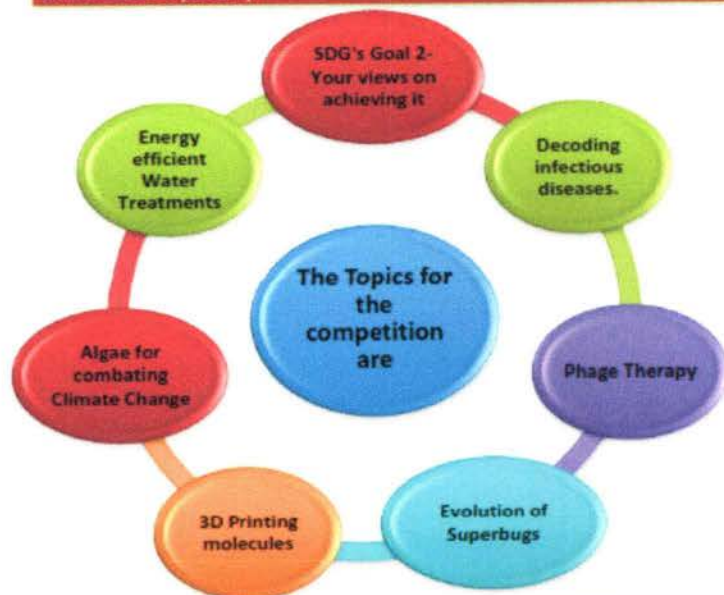 SDG's Goal 2-
Your views on
achieving it
Decoding
infectious
diseases.
Phage Therapy
Evolution of
Superbugs
3D Printing
molecules
Algae for
combating
Climate Change
Energy
efficient
Water
Treatments
The Topics for
the
competition
are